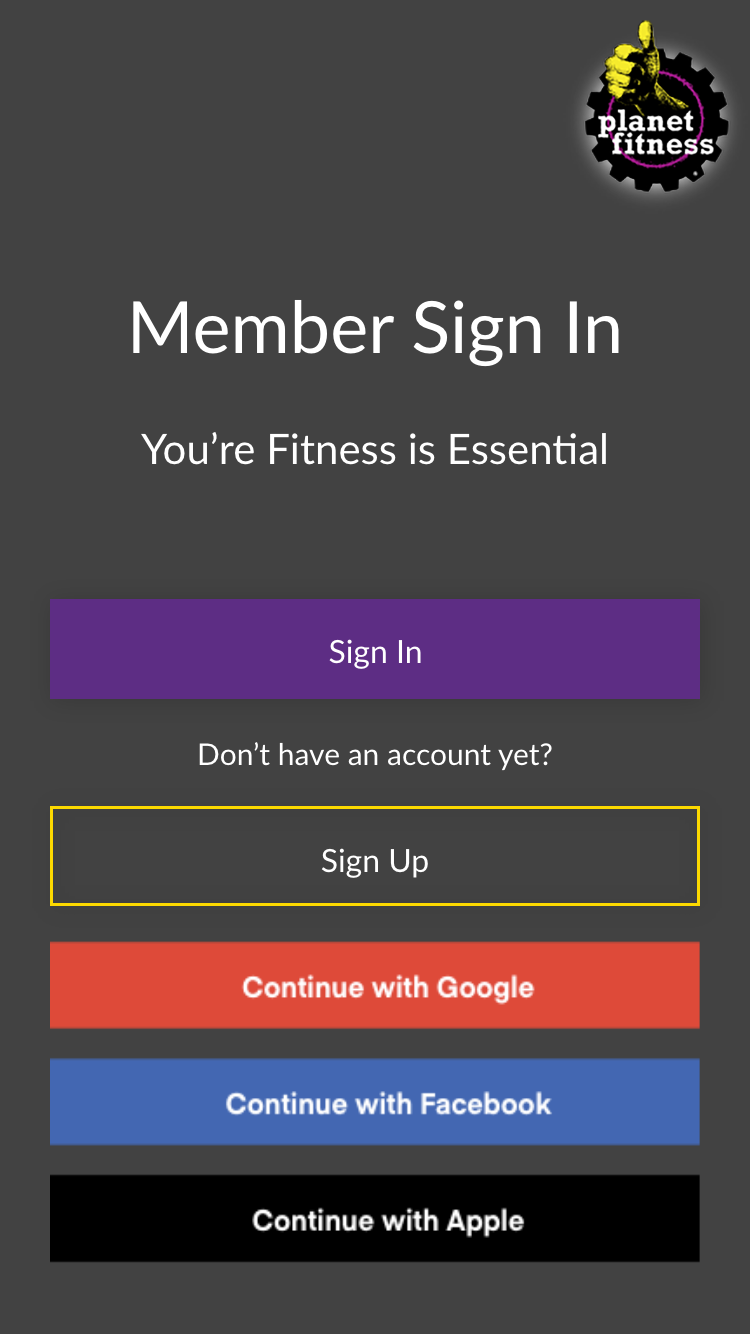 planet
fitness
Member Sign In
You’re Fitness is Essential
Sign In
Don’t have an account yet?
Sign Up
Continue with Google
Continue with Facebook
Continue with Apple